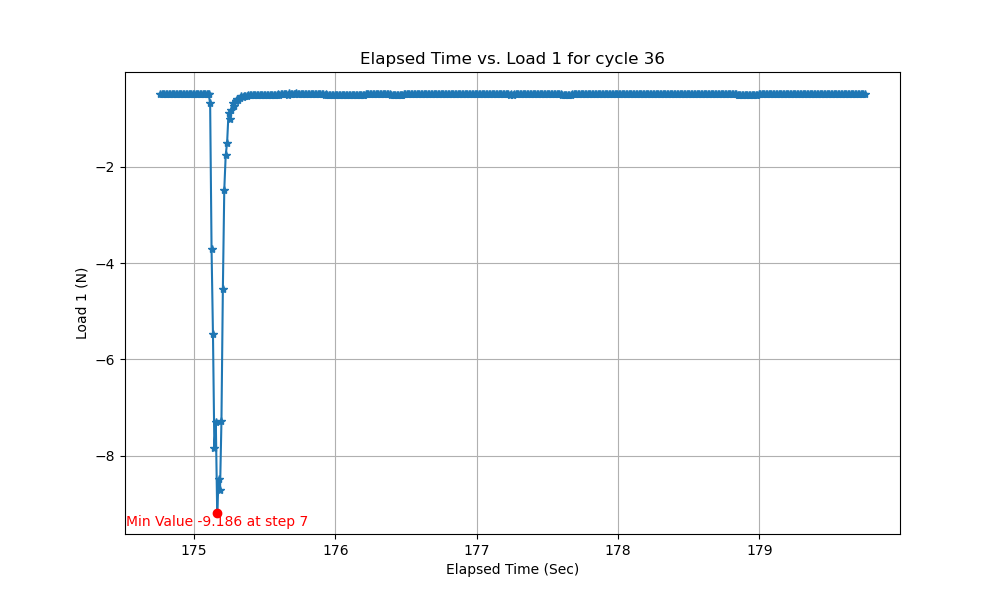 Elapsed Time vs. Load 1 for cycle 36
Load 1 (N)
−2
−4
−6
−8
Min Value -9.186 at step 7
175
176
177
178
179
Elapsed Time (Sec)